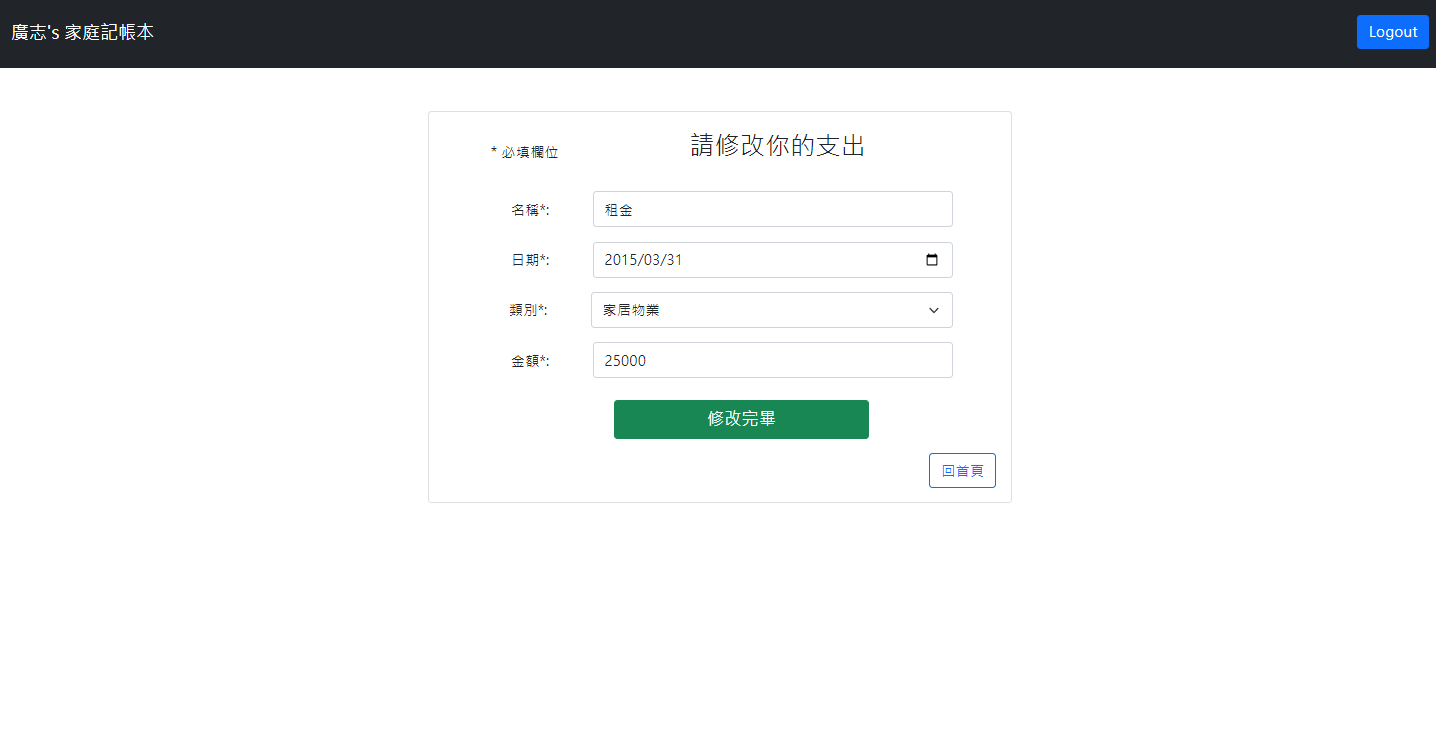 廣志's 家庭記帳本
Logout
請修改你的支出
* 必填欄位
名稱*:
租金
日期*:
2015/03/31
類別*:
家居物業
金額*:
25000
修改完畢
回首頁